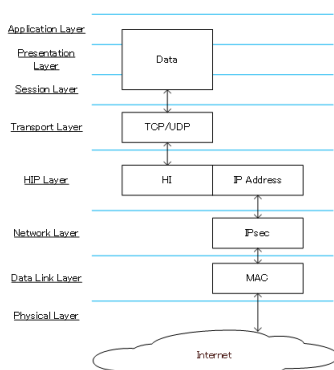 Application Layer
Presentation
Layer
Data
Session Layer
Transport Layer
TCP/UDP
HIP Layer
HI
IP Address
Network Layer
IPsec
Data Link Layer
MAC
Physical Layer
Internet